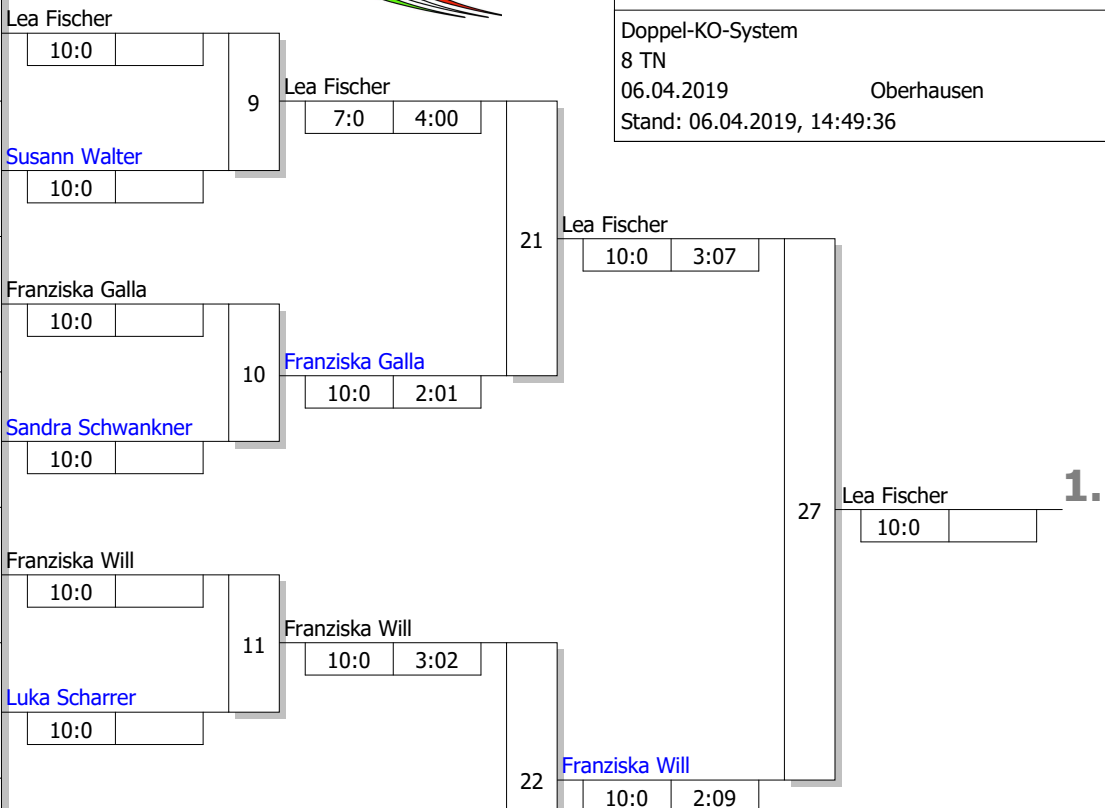 Lea Fischer
10:0
9
Susann Walter
10:0
Franziska Galla
10:0
10
Sandra Schwankner
10:0
Franziska Will
10:0
11
Luka Scharrer
10:0
Lea Fischer
7:0 4:00
21
Franziska Galla
10:0 2:01
Franziska Will
10:0 3:02
22
Lea Fischer
10:0 3:07
27
Franziska Will
10:0 2:09
Lea Fischer
10:0
1.
Doppel-KO-System
8 TN
06.04.2019 Oberhausen
Stand: 06.04.2019, 14:49:36